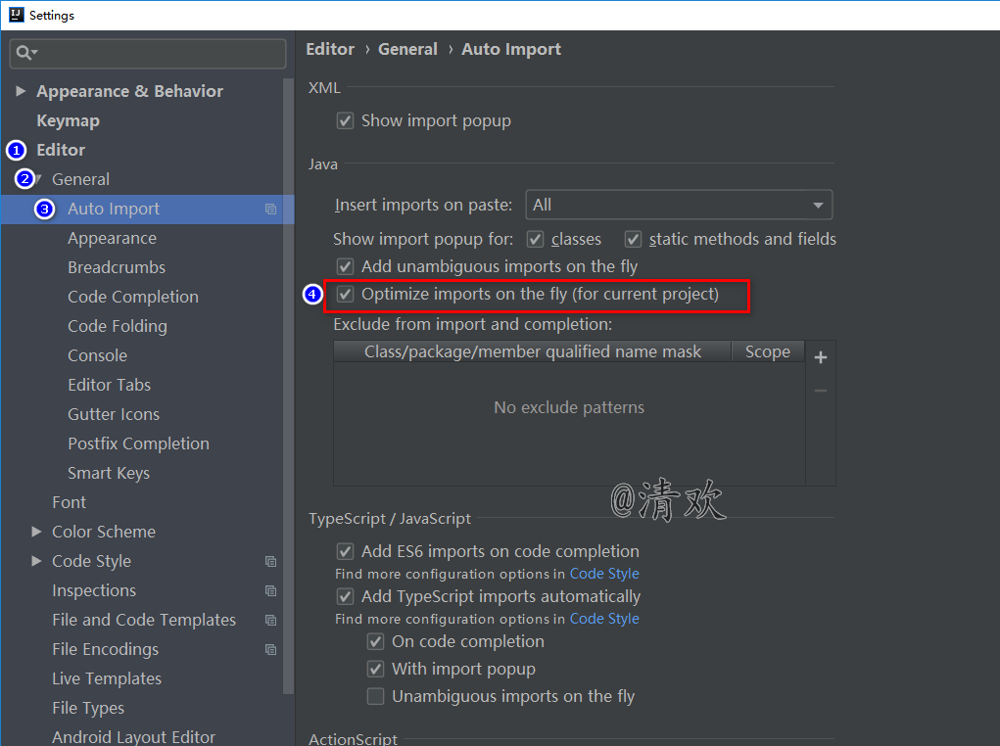 Settings
Appearance & Behavior
Keymap
1 Editor
2 General
3 Auto Import
Appearance
Breadcrumbs
Code Completion
Code Folding
Console
Editor Tabs
Gutter Icons
Postfix Completion
Smart Keys
Font
Color Scheme
Code Style
Inspections
File and Code Templates
File Encodings
Live Templates
File Types
Android Layout Editor
Editor › General › Auto Import
XML
Show import popup
Java
Insert imports on paste: All
Show import popup for: classes static methods and fields
Add unambiguous imports on the fly
4 Optimize imports on the fly (for current project)
Exclude from import and completion:
Class/package/member qualified name mask Scope
No exclude patterns
@清欢
TypeScript / JavaScript
Add ES6 imports on code completion
Find more configuration options in Code Style
Add TypeScript imports automatically
Find more configuration options in Code Style
On code completion
With import popup
Unambiguous imports on the fly
ActionScript